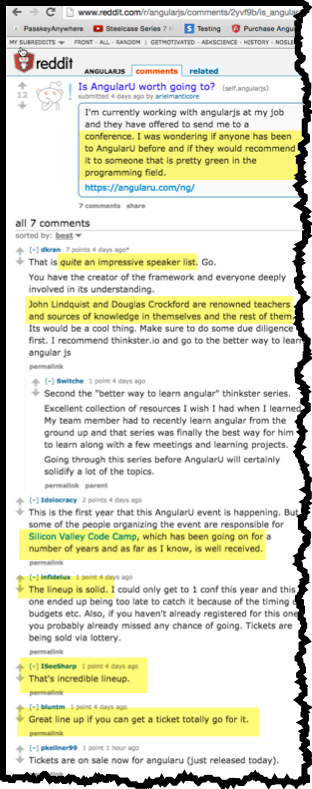 www.reddit.com/r/angularjs/comments/2yvf9b/is_angular
PasskeyAnywhere
Steelcase Series 7
Testing
Purchase Angular
MY SUBREDDITS
FRONT - ALL - RANDOM | GETMOTIVATED - ASKSCIENCE - HISTORY - NOSLE
reddit
ANGULARJS
comments
related
12
Is AngularU worth going to? (self.angularjs)
submitted 4 days ago by arielmanticore
I'm currently working with angularjs at my job
and they have offered to send me to a
conference. I was wondering if anyone has been
to AngularU before and if they would recommend
it to someone that is pretty green in the
programming field.
https://angularu.com/ng/
7 comments share
all 7 comments
sorted by: best
[-] dkran 7 points 4 days ago*
That is quite an impressive speaker list. Go.
You have the creator of the framework and everyone deeply
involved in its understanding.
John Lindquist and Douglas Crockford are renowned teachers
and sources of knowledge in themselves and the rest of them.
Its would be a cool thing. Make sure to do some due diligence
first. I recommend thinkster.io and go to the better way to learn
angular js
permalink
[-] Switche 1 point 4 days ago
Second the "better way to learn angular" thinkster series.
Excellent collection of resources I wish I had when I learned
My team member had to recently learn angular from the
ground up and that series was finally the best way for him
to learn along with a few meetings and learning projects.
Going through this series before AngularU will certainly
solidify a lot of the topics.
permalink parent
[-] Idolocracy 2 points 4 days ago
This is the first year that this AngularU event is happening. But
some of the people organizing the event are responsible for
Silicon Valley Code Camp, which has been going on for a
number of years and as far as I know, is well received.
permalink
[-] infidelux 1 point 4 days ago
The lineup is solid. I could only get to 1 conf this year and this
one ended up being too late to catch it because of the timing o
budgets etc. Also, if you haven't already registered for this one
you probably already missed any chance of going. Tickets are
being sold via lottery.
permalink
[-] ISeeSharp 1 point 4 days ago
That's incredible lineup.
permalink
[-] bluntm 1 point 4 days ago
Great line up if you can get a ticket totally go for it.
permalink
[-] pkellner99 1 point 1 hour ago
Tickets are on sale now for angularu (just released today).
permalink